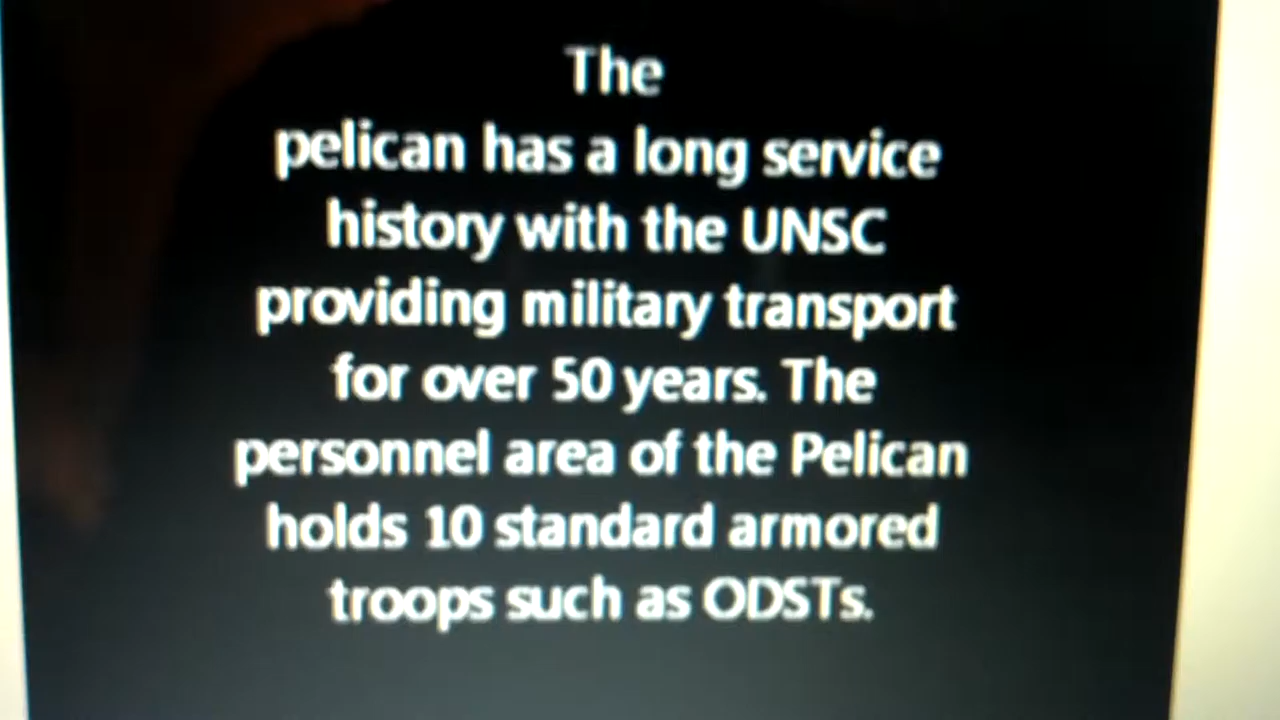 The
pelican has a long service
history with the UNSC
providing military transport
for over 50 years. The
personnel area of the Pelican
holds 10 standard armored
troops such as ODSTs.